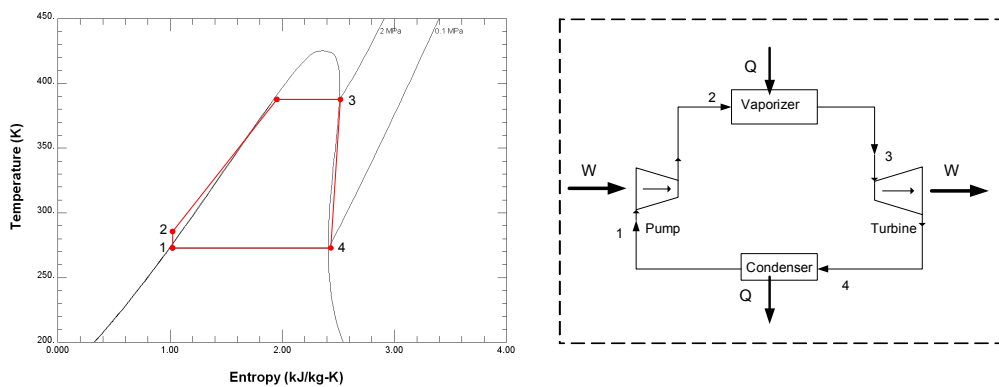 450.
2 MPa
0.1 MPa
400.
350.
300.
250.
200.
Temperature (K)
3
2
1
4
0.000
1.00
2.00
3.00
4.00
Entropy (kJ/kg-K)
Q
2
Vaporizer
3
W
W
1
Pump
Turbine
Condenser
4
Q